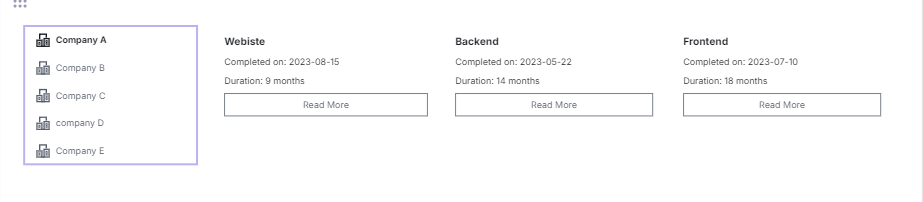 Company A
Company B
Company C
company D
Company E
Webiste
Completed on: 2023-08-15
Duration: 9 months
Read More
Backend
Completed on: 2023-05-22
Duration: 14 months
Read More
Frontend
Completed on: 2023-07-10
Duration: 18 months
Read More